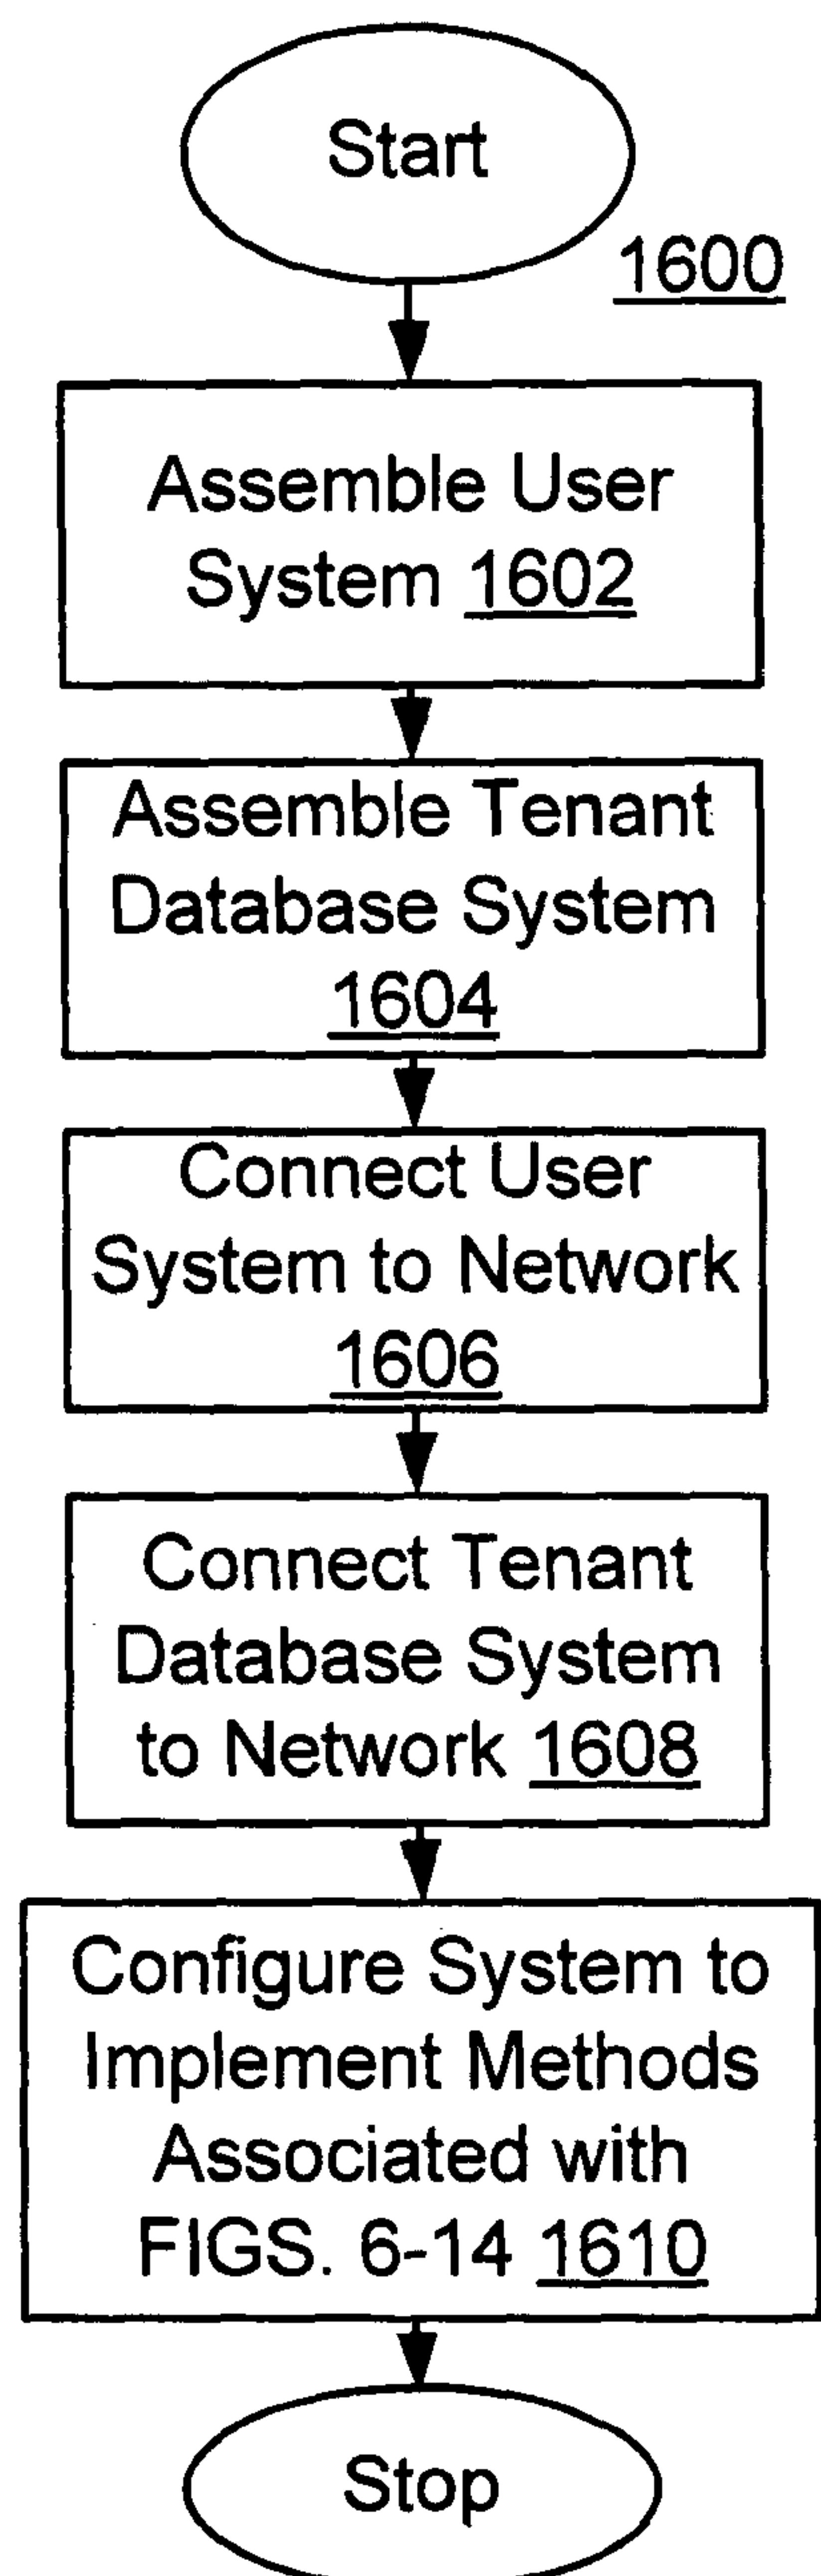 Start
1600
Assemble User
System 1602
Assemble Tenant
Database System
1604
Connect User
System to Network
1606
Connect Tenant
Database System
to Network 1608
Configure System to
Implement Methods
Associated with
FIGS. 6-14 1610
Stop